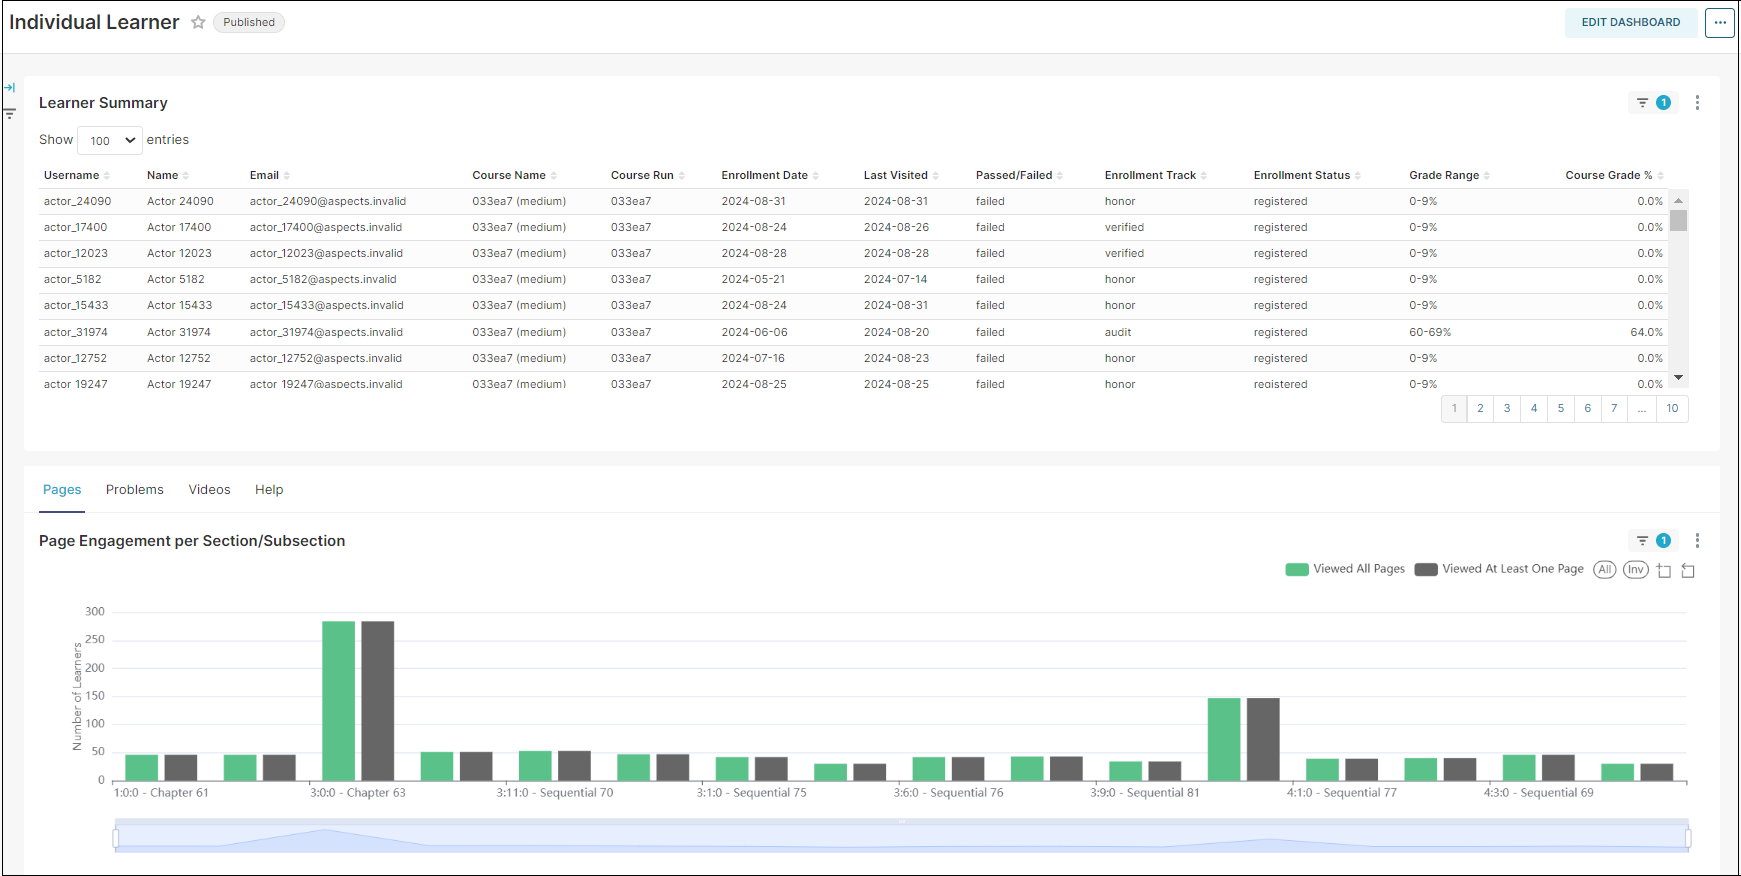 Individual Learner Published EDIT DASHBOARD ...
Learner Summary 1
Show 100 entries
Username Name Email Course Name Course Run Enrollment Date Last Visited Passed/Failed Enrollment Track Enrollment Status Grade Range Course Grade %
actor_24090 Actor 24090 actor_24090@aspects.invalid 033ea7 (medium) 033ea7 2024-08-31 2024-08-31 failed honor registered 0-9% 0.0%
actor_17400 Actor 17400 actor_17400@aspects.invalid 033ea7 (medium) 033ea7 2024-08-24 2024-08-26 failed verified registered 0-9% 0.0%
actor_12023 Actor 12023 actor_12023@aspects.invalid 033ea7 (medium) 033ea7 2024-08-28 2024-08-28 failed verified registered 0-9% 0.0%
actor_5182 Actor 5182 actor_5182@aspects.invalid 033ea7 (medium) 033ea7 2024-05-21 2024-07-14 failed honor registered 0-9% 0.0%
actor_15433 Actor 15433 actor_15433@aspects.invalid 033ea7 (medium) 033ea7 2024-08-24 2024-08-31 failed honor registered 0-9% 0.0%
actor_31974 Actor 31974 actor_31974@aspects.invalid 033ea7 (medium) 033ea7 2024-06-06 2024-08-20 failed audit registered 60-69% 64.0%
actor_12752 Actor 12752 actor_12752@aspects.invalid 033ea7 (medium) 033ea7 2024-07-16 2024-08-23 failed honor registered 0-9% 0.0%
actor 19247 Actor 19247 actor 19247@aspects.invalid 033ea7 (medium) 033ea7 2024-08-25 2024-08-25 failed honor registered 0-9% 0.0%
1 2 3 4 5 6 7 ... 10
Pages Problems Videos Help
Page Engagement per Section/Subsection 1
Viewed All Pages Viewed At Least One Page All Inv
Number of Learners
300
250
200
150
100
50
0
1:0:0 - Chapter 61 3:0:0 - Chapter 63 3:11:0 - Sequential 70 3:1:0 - Sequential 75 3:6:0 - Sequential 76 3:9:0 - Sequential 81 4:1:0 - Sequential 77 4:3:0 - Sequential 69